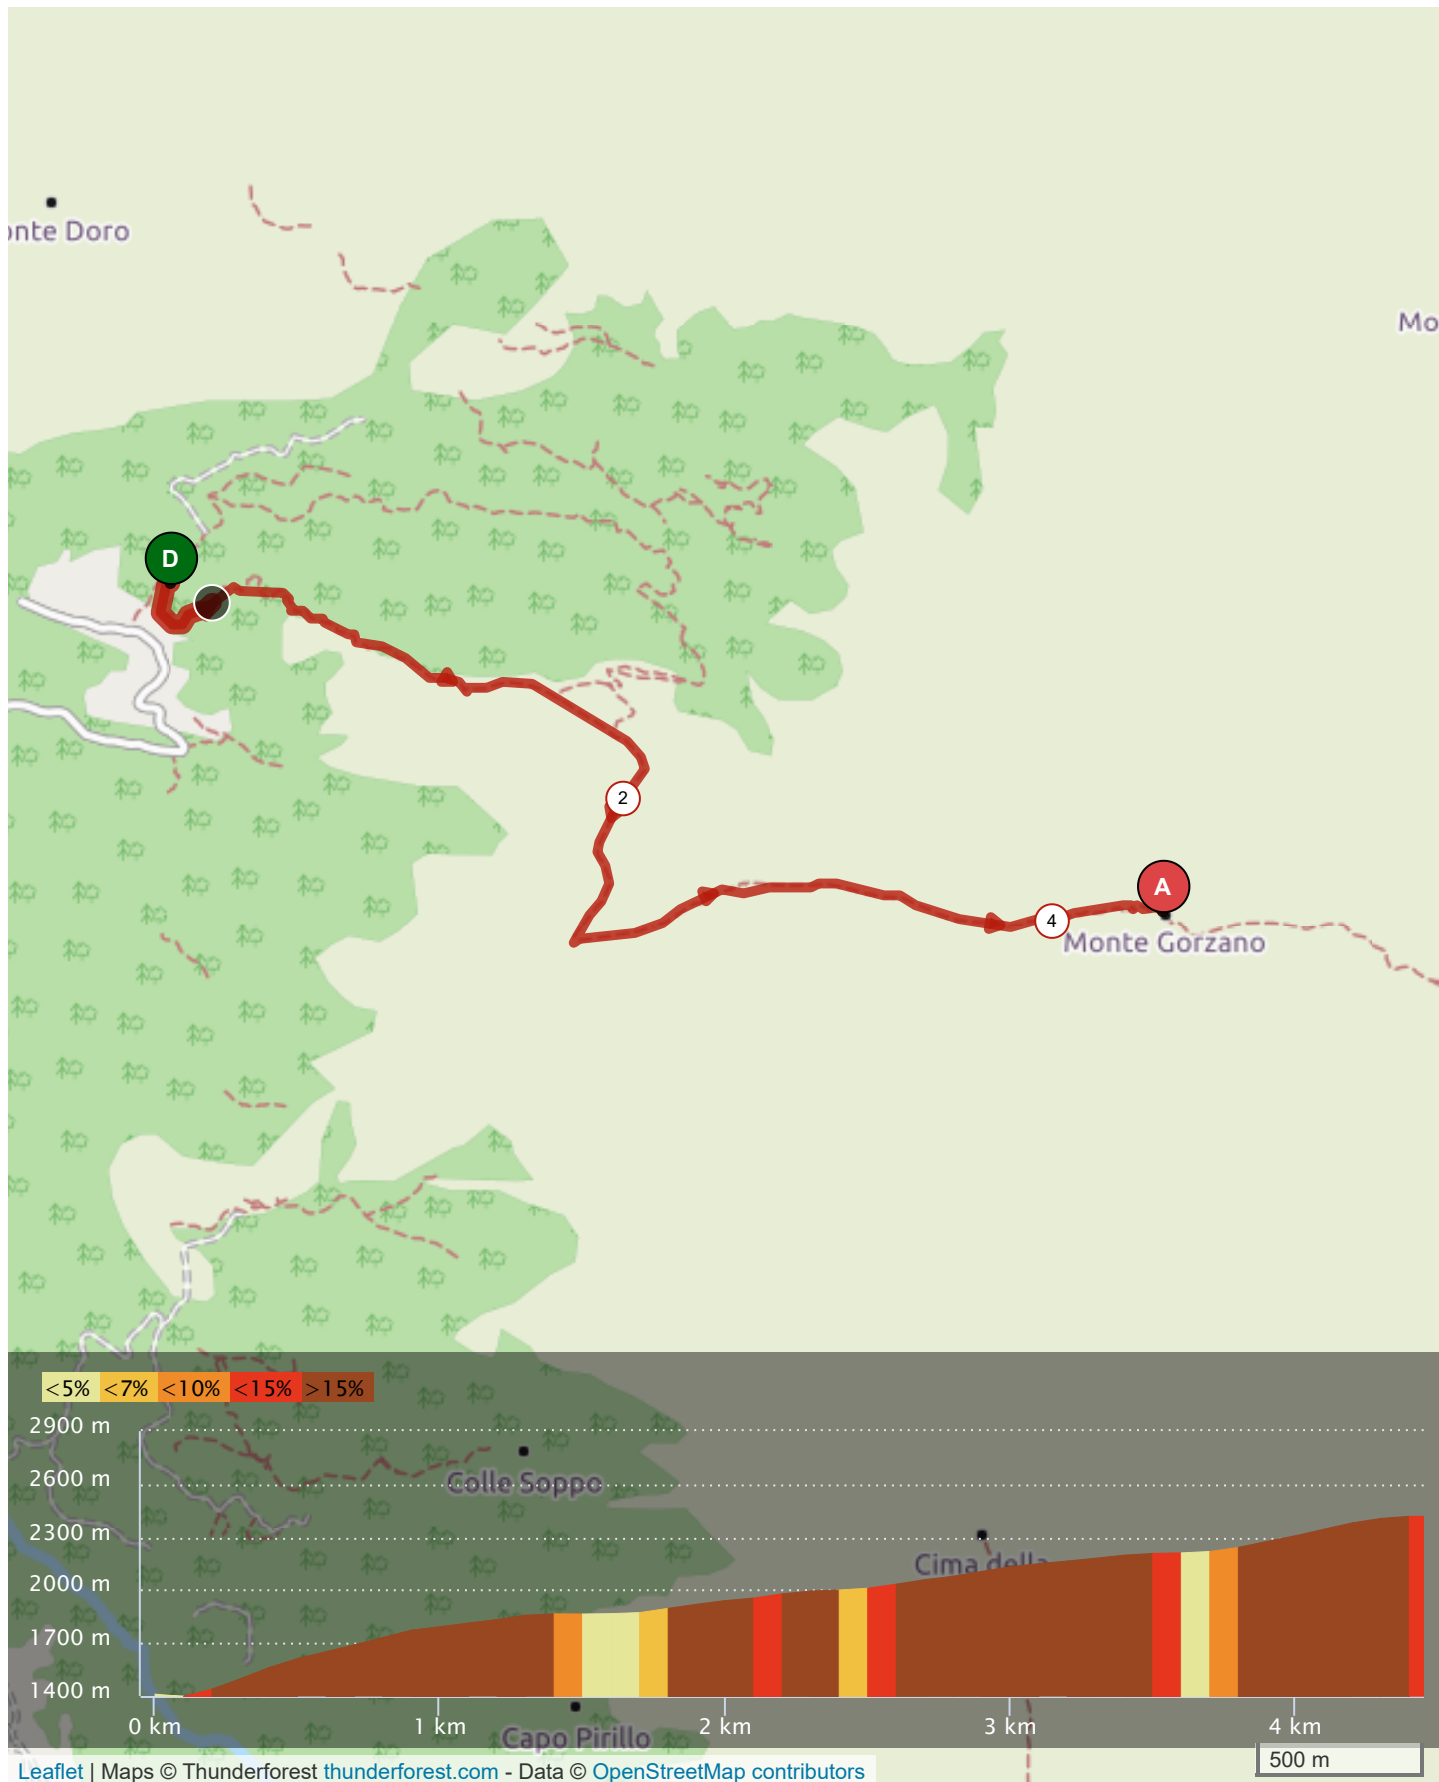 onte Doro
Mo
D
2
A
4
Monte Gorzano
<5% <7% <10% <15% >15%
2900 m
2600 m
2300 m
2000 m
1700 m
1400 m
Colle Soppo
Cima della
0 km 1 km 2 km 3 km 4 km
Capo Pirillo
500 m
Leaflet | Maps © Thunderforest thunderforest.com - Data © OpenStreetMap contributors